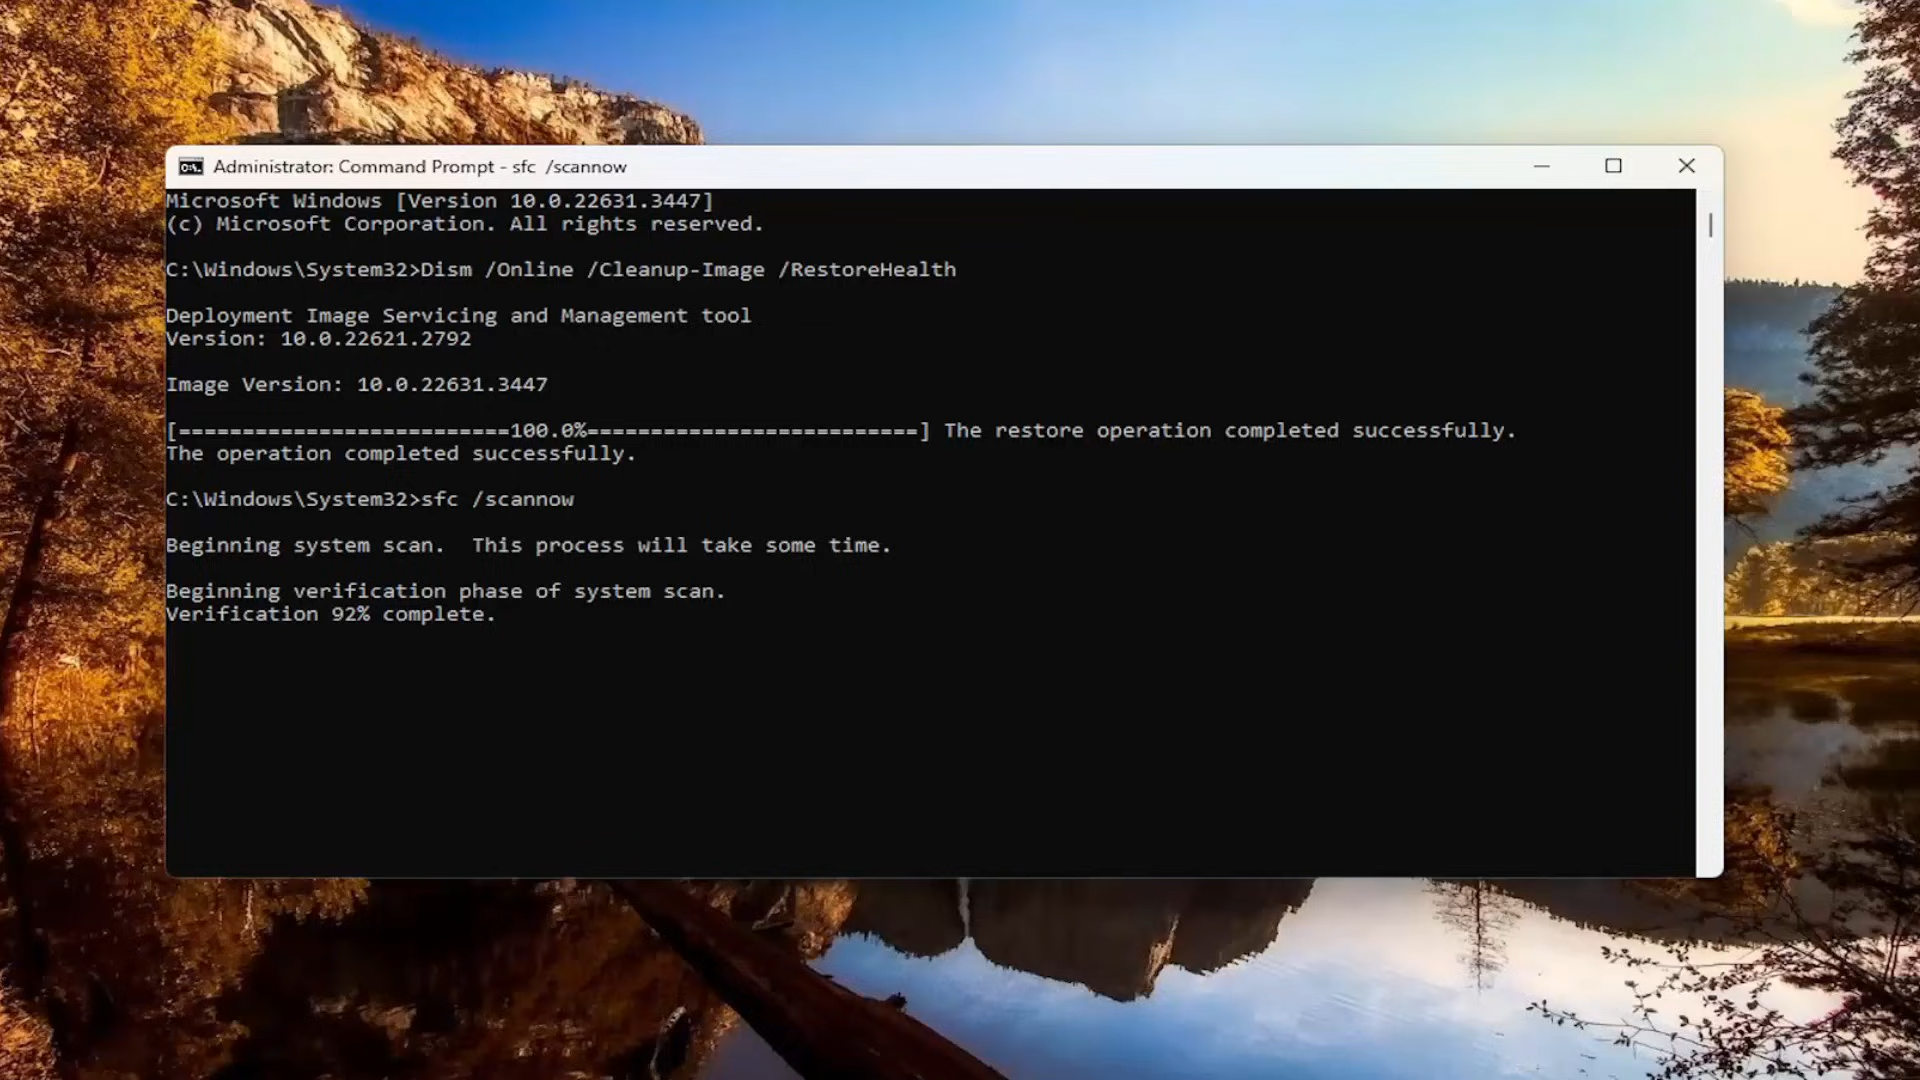 Administrator: Command Prompt - sfc  /scannow
Microsoft Windows [Version 10.0.22631.3447]
(c) Microsoft Corporation. All rights reserved.
C:\Windows\System32>Dism /Online /Cleanup-Image /RestoreHealth
Deployment Image Servicing and Management tool
Version: 10.0.22621.2792
Image Version: 10.0.22631.3447
[==========================100.0%==========================] The restore operation completed successfully.
The operation completed successfully.
C:\Windows\System32>sfc /scannow
Beginning system scan.  This process will take some time.
Beginning verification phase of system scan.
Verification 92% complete.